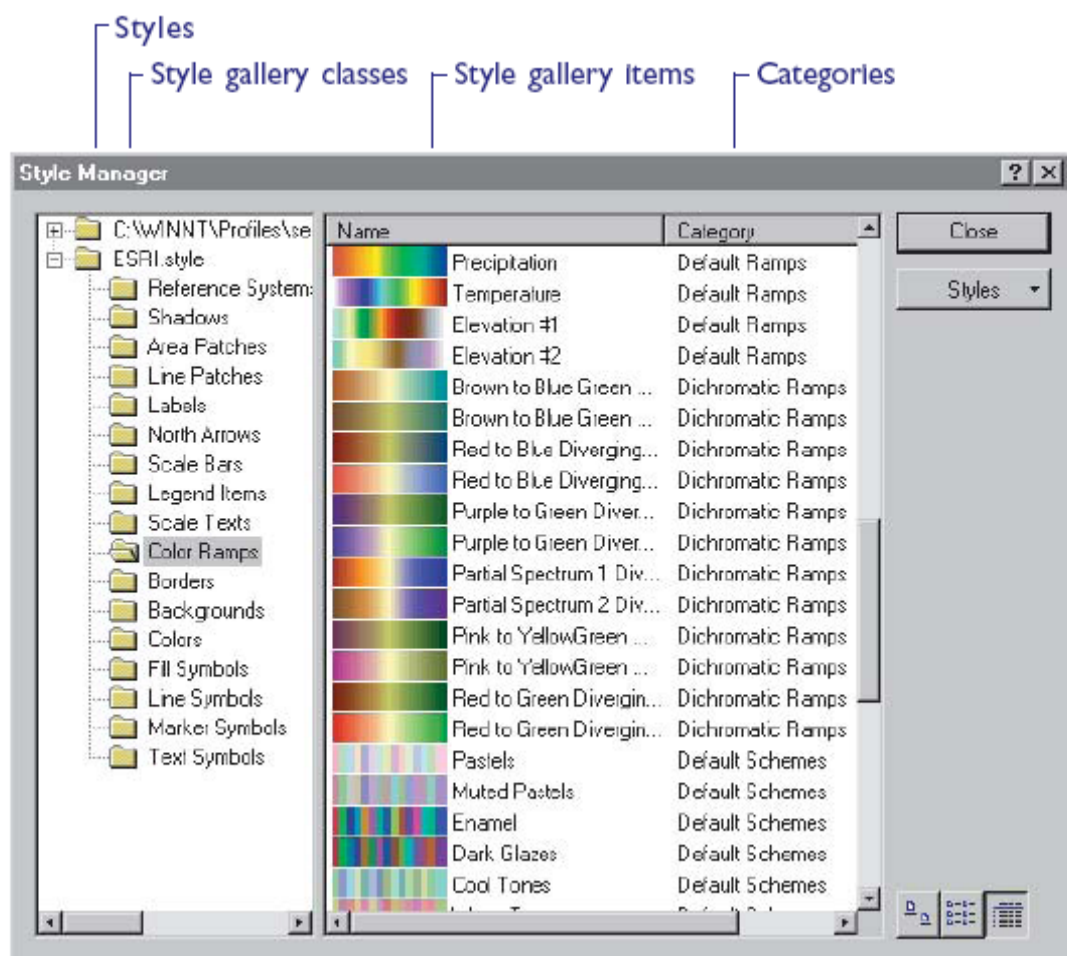 Styles
Style gallery classes
Style gallery items
Categories
Style Manager
C:\WINNT\Profiles\se
ESRI.style
Reference Systems
Shadows
Area Patches
Line Patches
Labels
North Arrows
Scale Bars
Legend Items
Scale Texts
Color Ramps
Borders
Backgrounds
Colors
Fill Symbols
Line Symbols
Marker Symbols
Text Symbols
Name Category
Precipitation Default Ramps
Temperature Default Ramps
Elevation #1 Default Ramps
Elevation #2 Default Ramps
Brown to Blue Green ... Dichromatic Ramps
Brown to Blue Green ... Dichromatic Ramps
Red to Blue Diverging... Dichromatic Ramps
Red to Blue Diverging... Dichromatic Ramps
Purple to Green Diver... Dichromatic Ramps
Purple to Green Diver... Dichromatic Ramps
Partial Spectrum 1 Div... Dichromatic Ramps
Partial Spectrum 2 Div... Dichromatic Ramps
Pink to YellowGreen ... Dichromatic Ramps
Pink to YellowGreen ... Dichromatic Ramps
Red to Green Divergin... Dichromatic Ramps
Red to Green Divergin... Dichromatic Ramps
Pastels Default Schemes
Muted Pastels Default Schemes
Enamel Default Schemes
Dark Glazes Default Schemes
Cool Tones Default Schemes
Close
Styles